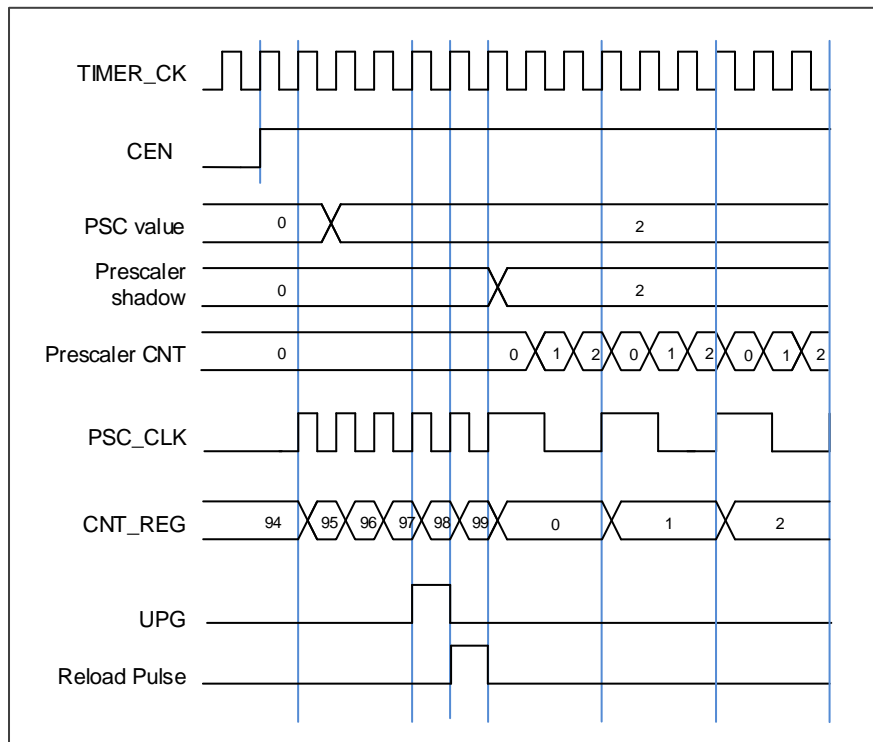 TIMER_CK
CEN
PSC value 0 2
Prescaler
shadow 0 2
Prescaler CNT 0 0 1 2 0 1 2 0 1 2
PSC_CLK
CNT_REG 94 95 96 97 98 99 0 1 2
UPG
Reload Pulse